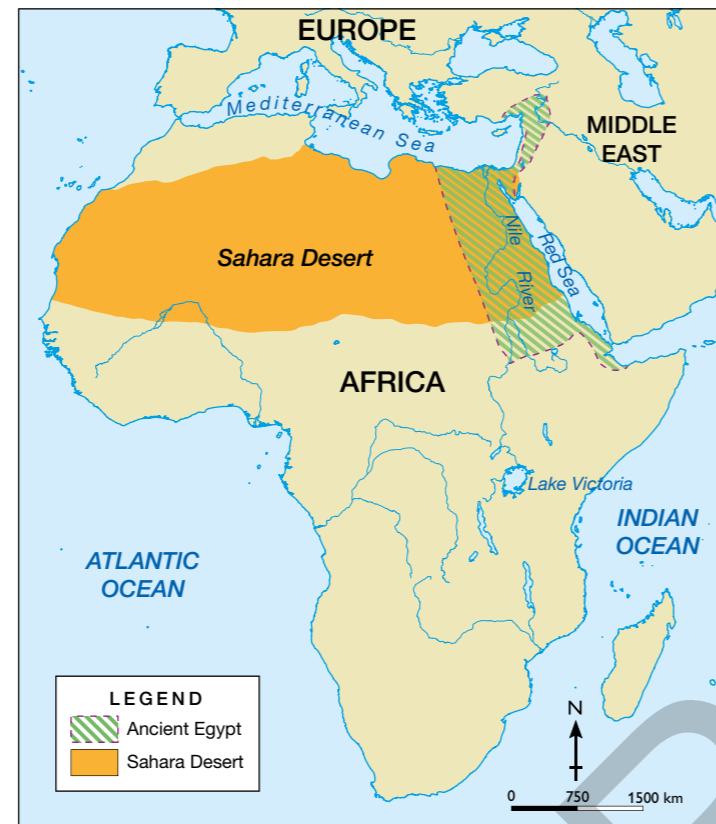 EUROPE
Mediterranean Sea
MIDDLE
EAST
Sahara Desert
Nile
River
Red Sea
AFRICA
Lake Victoria
INDIAN
OCEAN
ATLANTIC
OCEAN
LEGEND
Ancient Egypt
Sahara Desert
N
0 750 1500 km